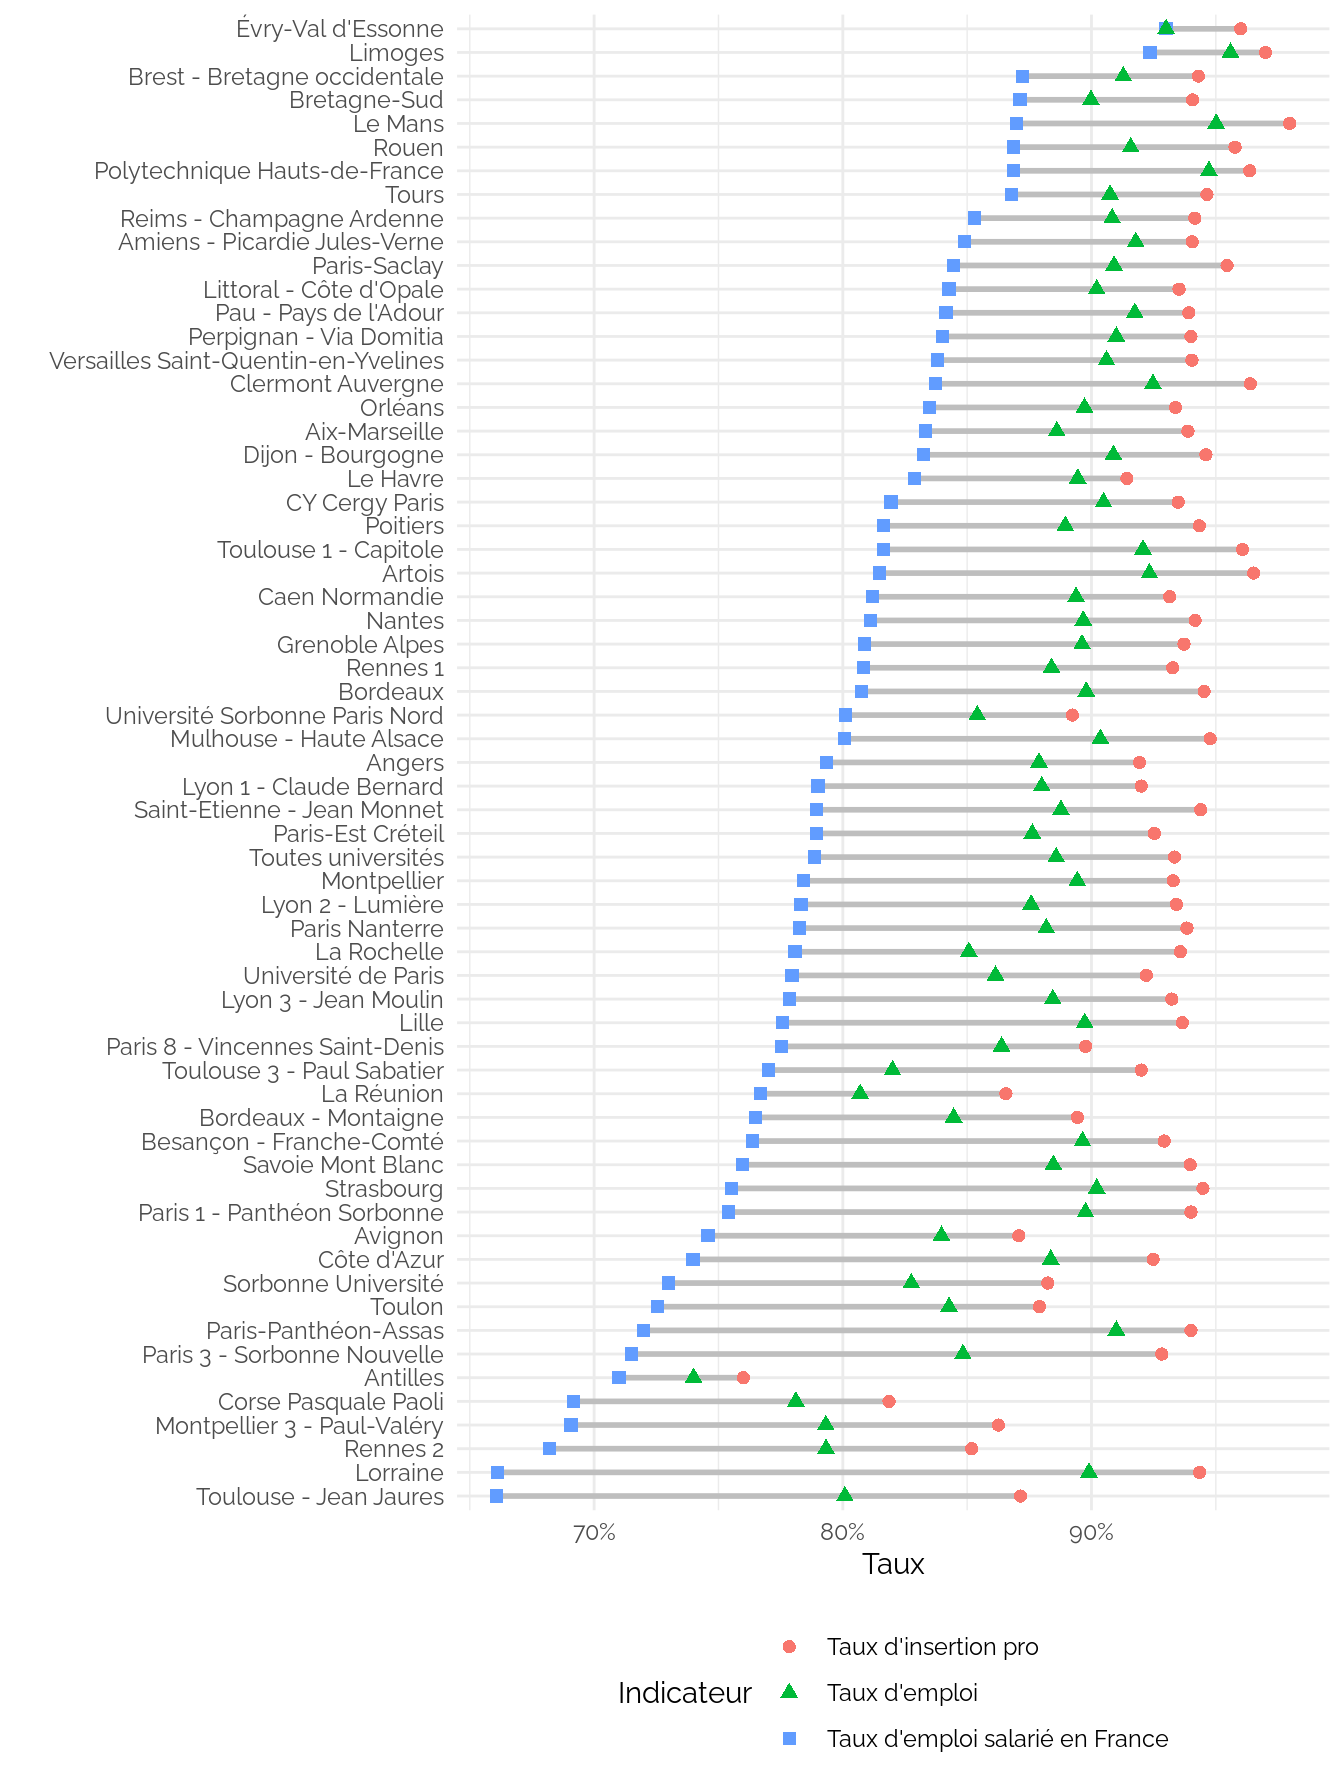 Évry-Val d'Essonne
Limoges
Brest - Bretagne occidentale
Bretagne-Sud
Le Mans
Rouen
Polytechnique Hauts-de-France
Tours
Reims - Champagne Ardenne
Amiens - Picardie Jules-Verne
Paris-Saclay
Littoral - Côte d'Opale
Pau - Pays de l'Adour
Perpignan - Via Domitia
Versailles Saint-Quentin-en-Yvelines
Clermont Auvergne
Orléans
Aix-Marseille
Dijon - Bourgogne
Le Havre
CY Cergy Paris
Poitiers
Toulouse 1 - Capitole
Artois
Caen Normandie
Nantes
Grenoble Alpes
Rennes 1
Bordeaux
Université Sorbonne Paris Nord
Mulhouse - Haute Alsace
Angers
Lyon 1 - Claude Bernard
Saint-Etienne - Jean Monnet
Paris-Est Créteil
Toutes universités
Montpellier
Lyon 2 - Lumière
Paris Nanterre
La Rochelle
Université de Paris
Lyon 3 - Jean Moulin
Lille
Paris 8 - Vincennes Saint-Denis
Toulouse 3 - Paul Sabatier
La Réunion
Bordeaux - Montaigne
Besançon - Franche-Comté
Savoie Mont Blanc
Strasbourg
Paris 1 - Panthéon Sorbonne
Avignon
Côte d'Azur
Sorbonne Université
Toulon
Paris-Panthéon-Assas
Paris 3 - Sorbonne Nouvelle
Antilles
Corse Pasquale Paoli
Montpellier 3 - Paul-Valéry
Rennes 2
Lorraine
Toulouse - Jean Jaures
70% 80% 90%
Taux
Indicateur
Taux d'insertion pro
Taux d'emploi
Taux d'emploi salarié en France